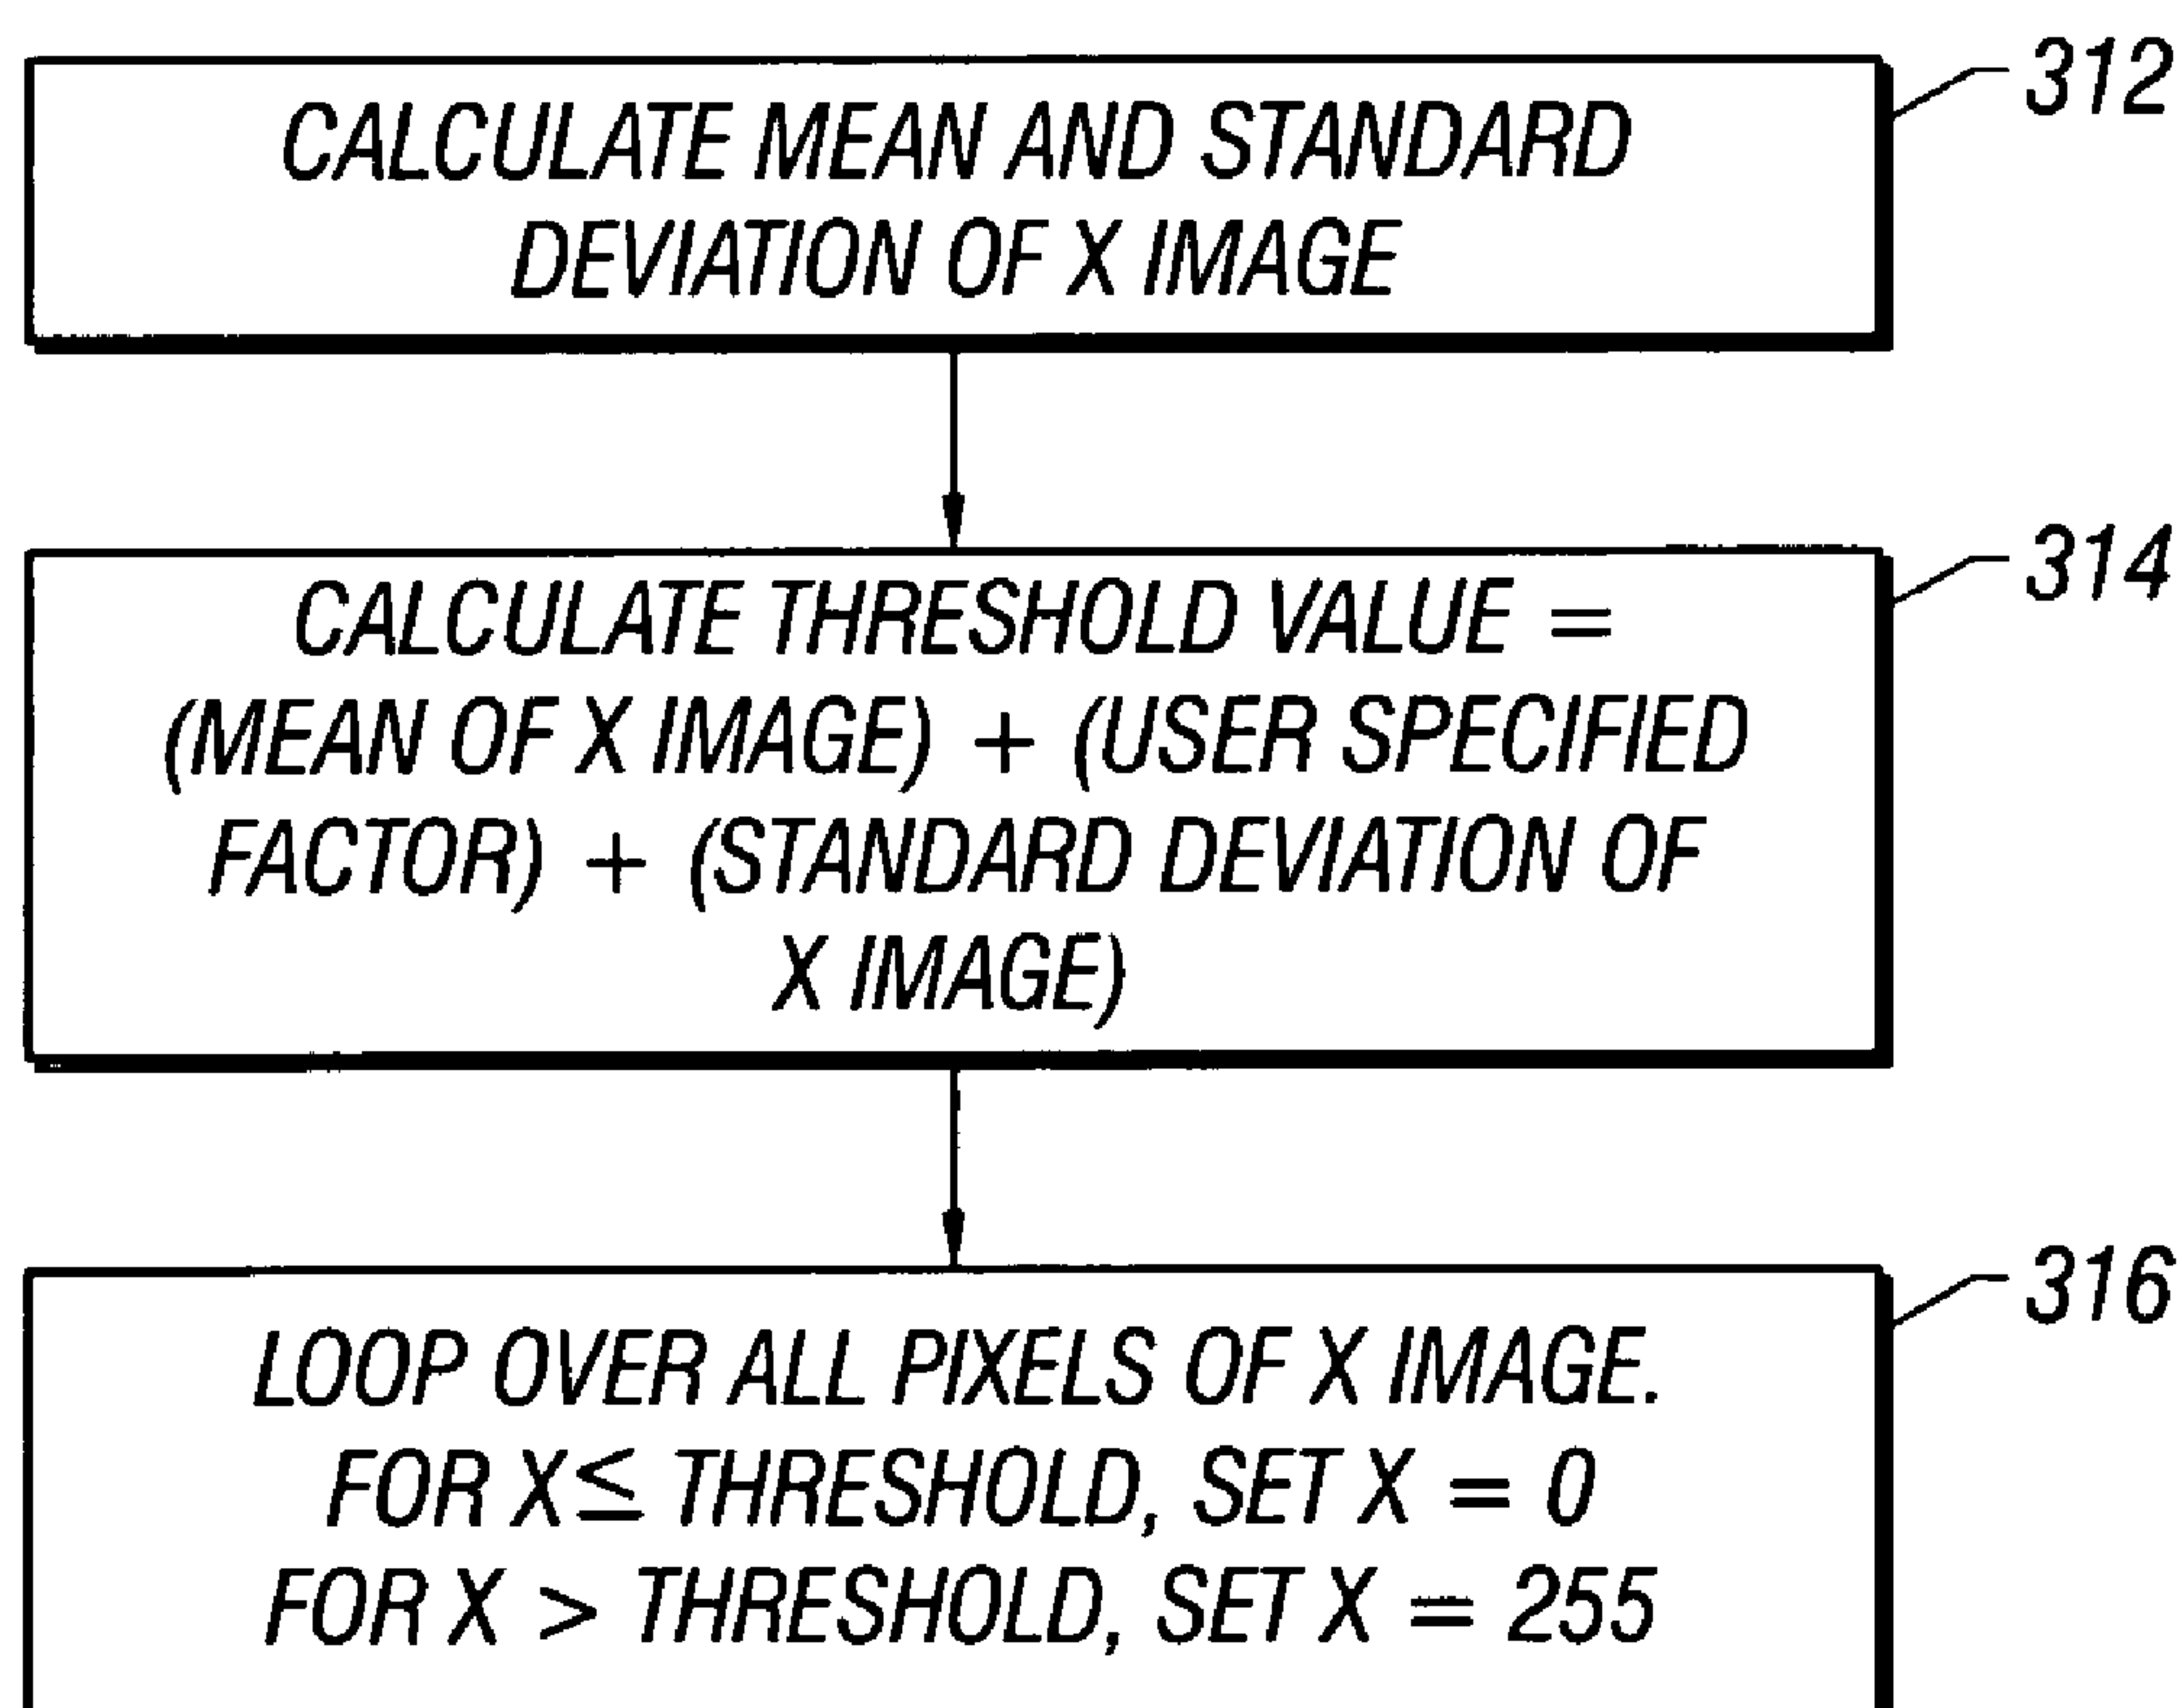 312
CALCULATE MEAN AND STANDARD
DEVIATION OF X IMAGE
314
CALCULATE THRESHOLD VALUE =
(MEAN OF X IMAGE) + (USER SPECIFIED
FACTOR) + (STANDARD DEVIATION OF
X IMAGE)
316
LOOP OVER ALL PIXELS OF X IMAGE.
FOR X ≤ THRESHOLD, SET X = 0
FOR X > THRESHOLD, SET X = 255